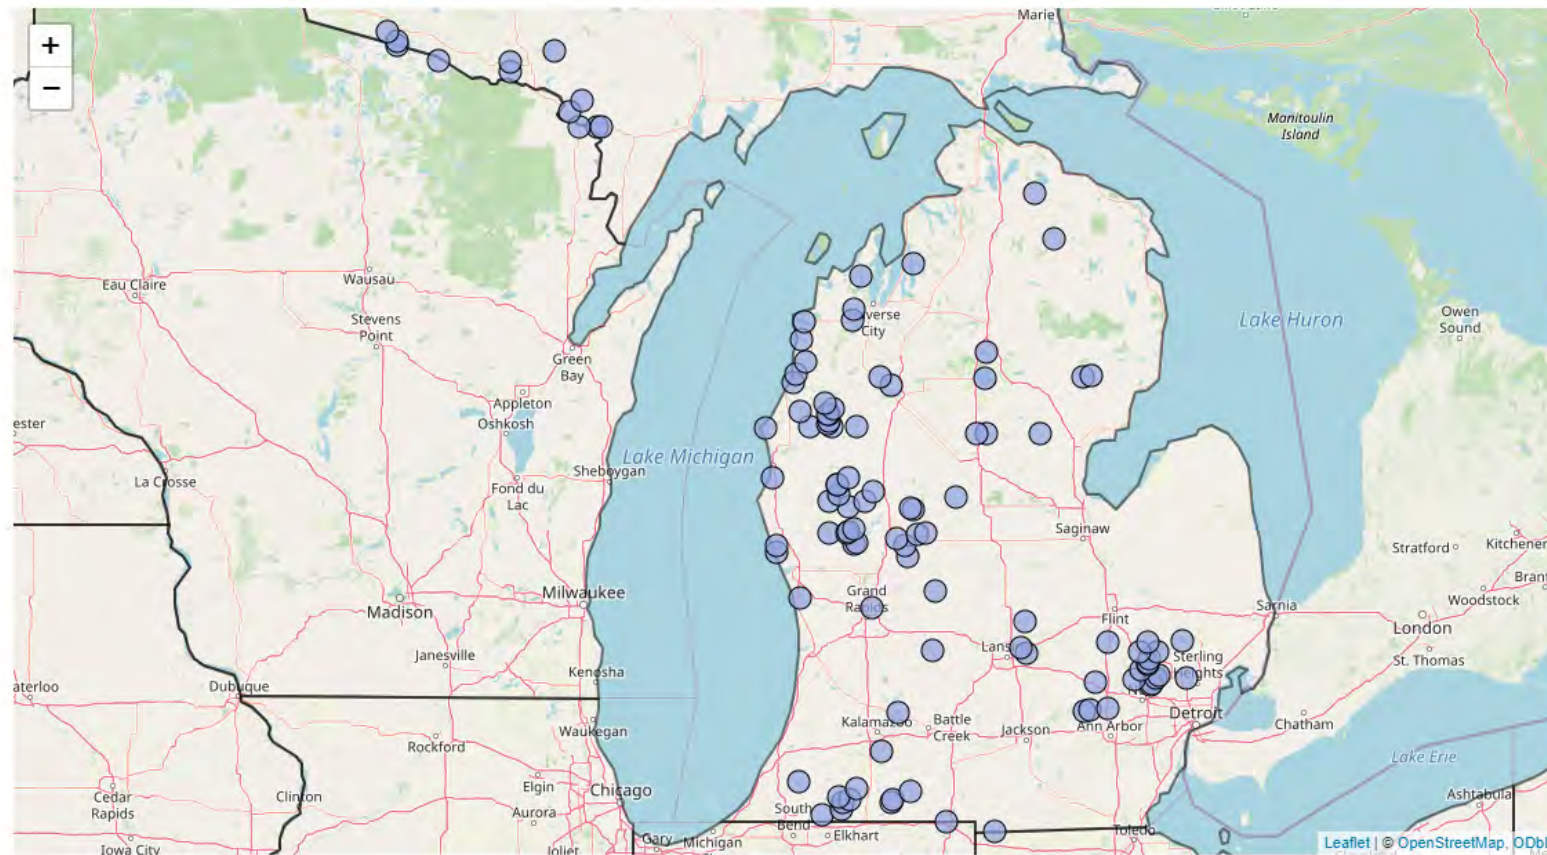 +
−
Marie
Manitoulin
Island
Eau Claire
Wausau
Stevens
Point
verse
City
Lake Huron
Owen
Sound
Green
Bay
Appleton
Oshkosh
ester
Lake Michigan
Sheboygan
La Crosse
Fond du
Lac
Saginaw
Stratford
Kitchener
Milwaukee
Madison
Grand
Rapids
Flint
Sarnia
Woodstock
Brant
London
Janesville
Lans
Sterling
Heights
St. Thomas
Kenosha
aterloo
Dubuque
Kalamazoo
Battle
Creek
Jackson
Ann Arbor
Detroit
Chatham
Waukegan
Rockford
Lake Erie
Elgin
Chicago
Cedar
Rapids
Clinton
Aurora
South
Bend
Elkhart
Ashtabula
Toledo
Gary
Michigan
Joliet
Iowa City
Leaflet | © OpenStreetMap, ODbL